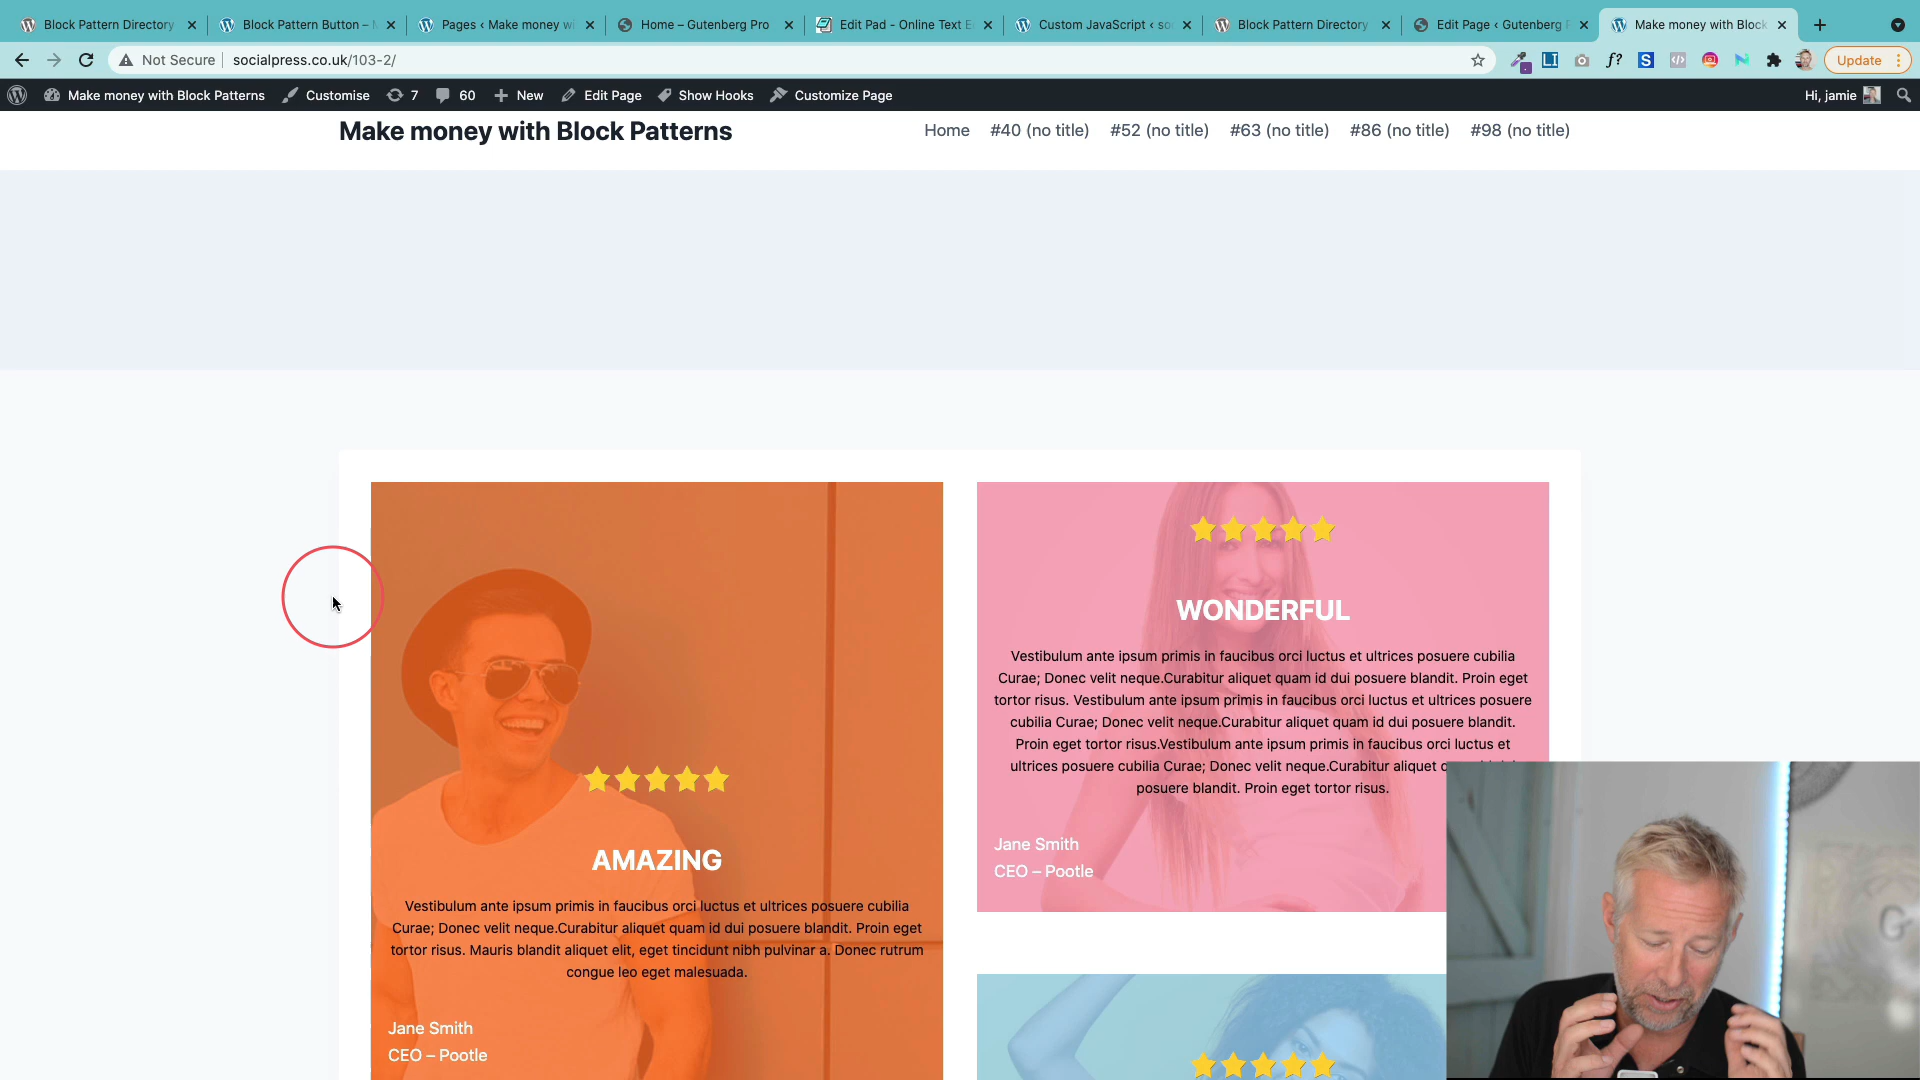 Block Pattern Directory
Block Pattern Button –
Pages ‹ Make money wi
Home – Gutenberg Pro
Edit Pad - Online Text E
Custom JavaScript ‹ so
Block Pattern Directory
Edit Page ‹ Gutenberg
Make money with Block
Not Secure
socialpress.co.uk/103-2/
Update
Make money with Block Patterns
Customise
7
60
New
Edit Page
Show Hooks
Customize Page
Hi, jamie
Make money with Block Patterns
Home #40 (no title) #52 (no title) #63 (no title) #86 (no title) #98 (no title)
AMAZING
Vestibulum ante ipsum primis in faucibus orci luctus et ultrices posuere cubilia
Curae; Donec velit neque.Curabitur aliquet quam id dui posuere blandit. Proin eget
tortor risus. Mauris blandit aliquet elit, eget tincidunt nibh pulvinar a. Donec rutrum
congue leo eget malesuada.
Jane Smith
CEO – Pootle
WONDERFUL
Vestibulum ante ipsum primis in faucibus orci luctus et ultrices posuere cubilia
Curae; Donec velit neque.Curabitur aliquet quam id dui posuere blandit. Proin eget
tortor risus. Vestibulum ante ipsum primis in faucibus orci luctus et ultrices posuere
cubilia Curae; Donec velit neque.Curabitur aliquet quam id dui posuere blandit.
Proin eget tortor risus.Vestibulum ante ipsum primis in faucibus orci luctus et
ultrices posuere cubilia Curae; Donec velit neque.Curabitur aliquet
posuere blandit. Proin eget tortor risus.
Jane Smith
CEO – Pootle